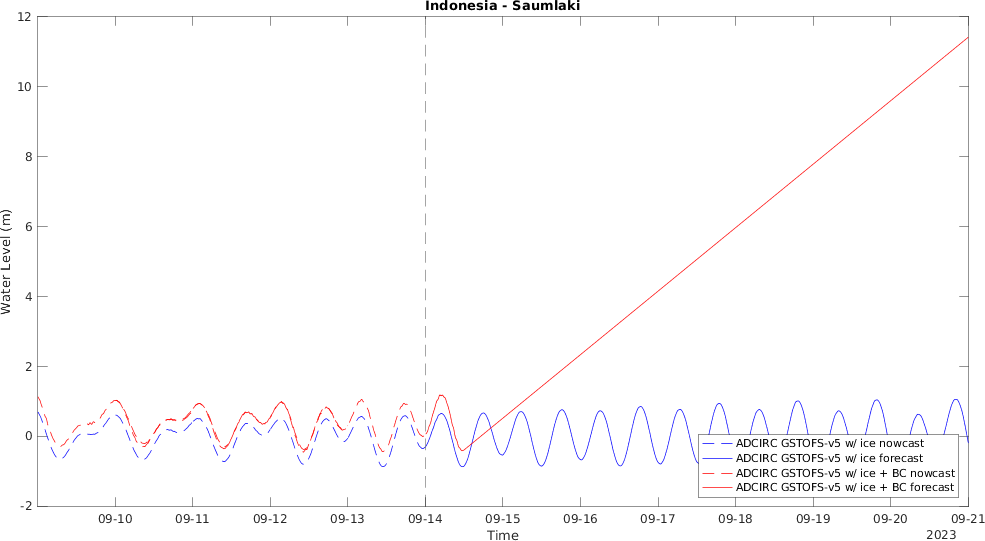 Indonesia - Saumlaki
12
10
8
6
4
2
0
-2
Water Level (m)
09-10 09-11 09-12 09-13 09-14 09-15 09-16 09-17 09-18 09-19 09-20 09-21
Time
2023
ADCIRC GSTOFS-v5 w/ ice nowcast
ADCIRC GSTOFS-v5 w/ ice forecast
ADCIRC GSTOFS-v5 w/ ice + BC nowcast
ADCIRC GSTOFS-v5 w/ ice + BC forecast